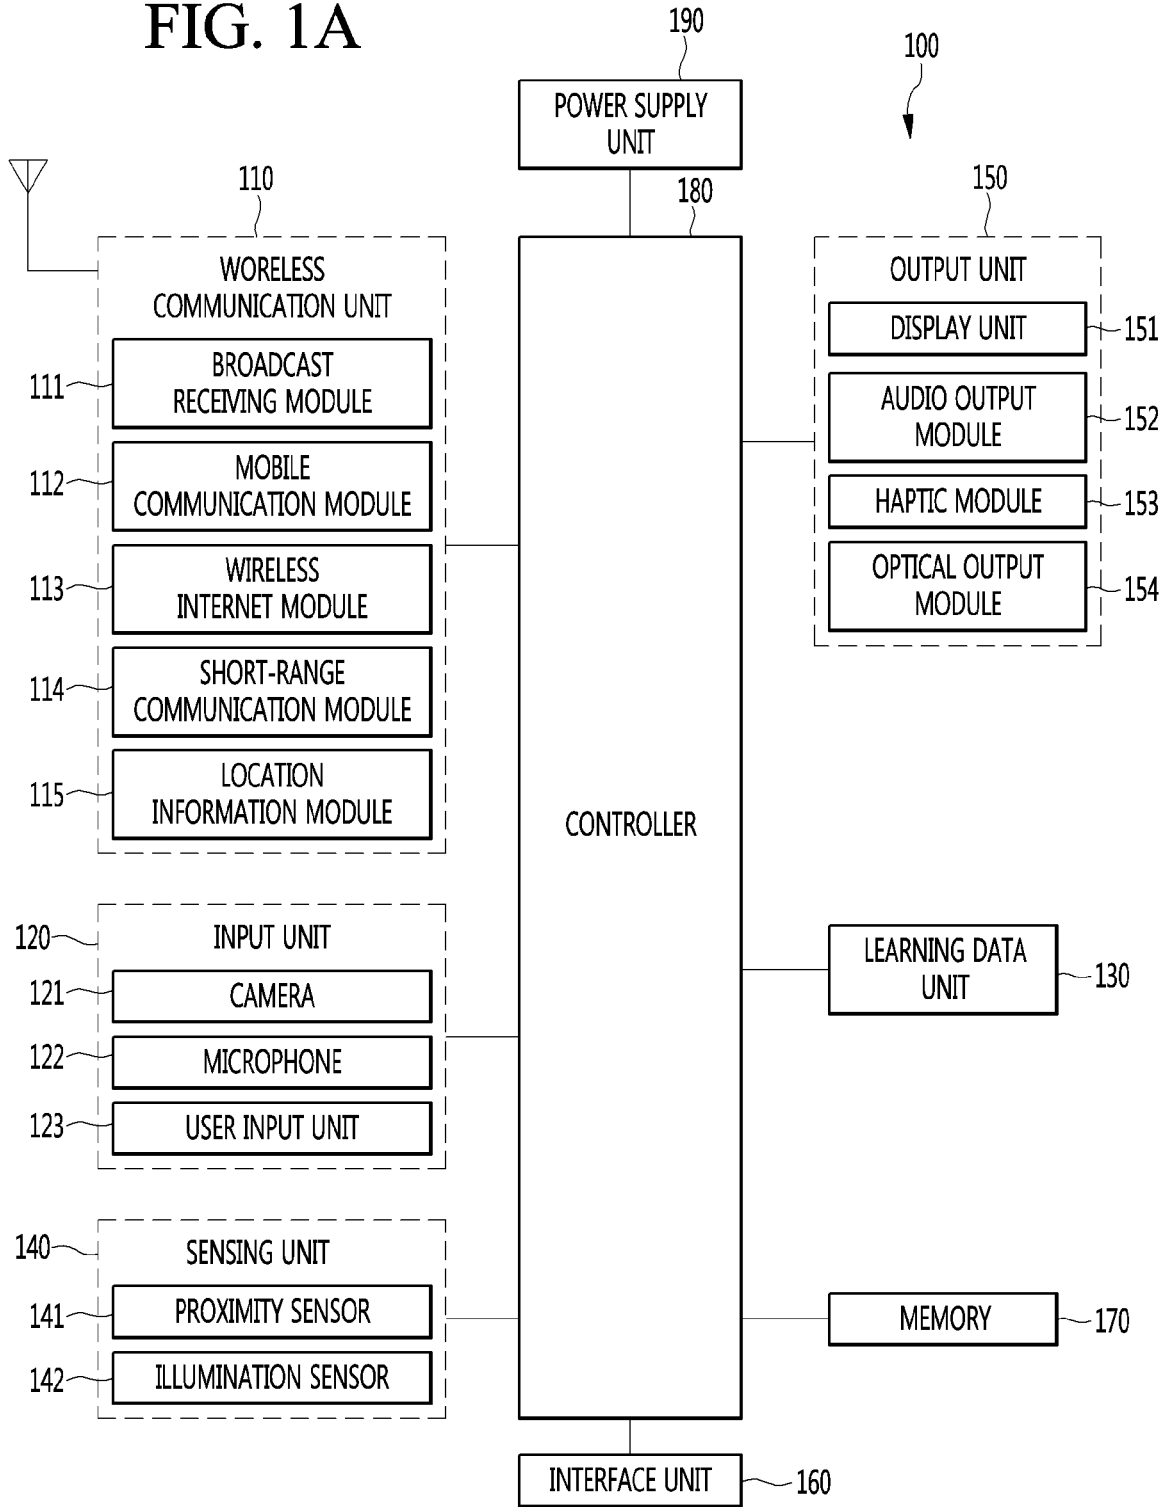 FIG. 1A
190
100
POWER SUPPLY
UNIT
110
180
150
WORELESS
COMMUNICATION UNIT
111
BROADCAST
RECEIVING MODULE
112
MOBILE
COMMUNICATION MODULE
113
WIRELESS
INTERNET MODULE
114
SHORT-RANGE
COMMUNICATION MODULE
115
LOCATION
INFORMATION MODULE
120
INPUT UNIT
121
CAMERA
122
MICROPHONE
123
USER INPUT UNIT
140
SENSING UNIT
141
PROXIMITY SENSOR
142
ILLUMINATION SENSOR
CONTROLLER
OUTPUT UNIT
DISPLAY UNIT
151
AUDIO OUTPUT
MODULE
152
HAPTIC MODULE
153
OPTICAL OUTPUT
MODULE
154
LEARNING DATA
UNIT
130
MEMORY
170
INTERFACE UNIT
160